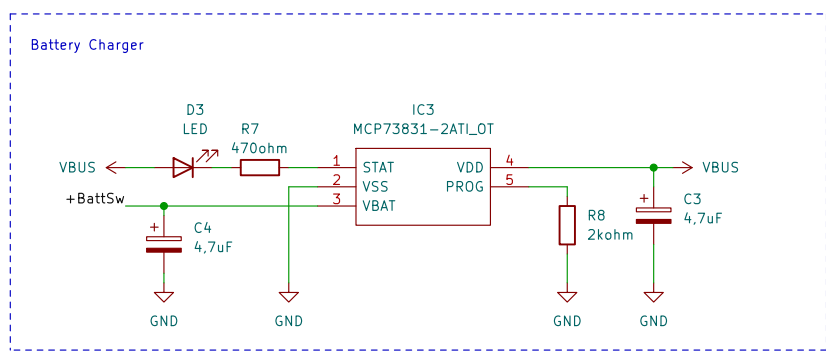 Battery Charger
D3
LED
R7
470ohm
IC3
MCP73831-2ATI_OT
VBUS
1
STAT
VDD
4
VBUS
2
VSS
PROG
5
+BattSw
3
VBAT
+
C4
4,7uF
R8
2kohm
+
C3
4,7uF
GND
GND
GND
GND